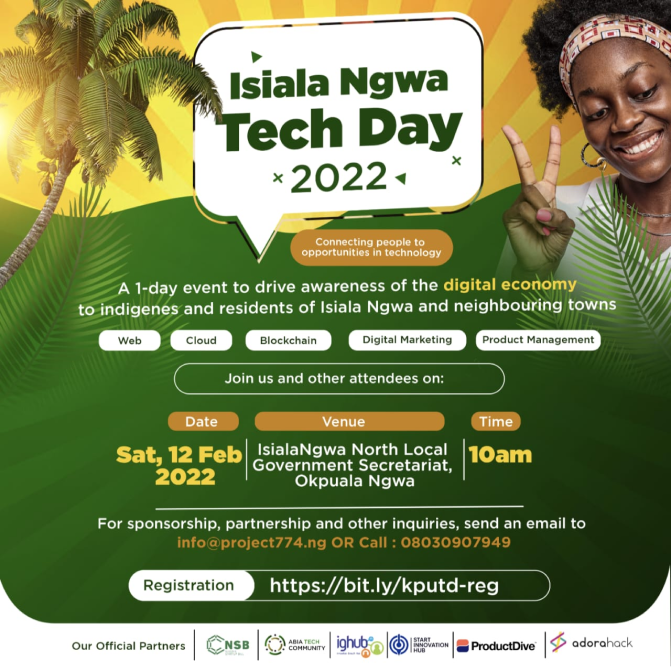 Isiala Ngwa
Tech Day
2022
Connecting people to
opportunities in technology
A 1-day event to drive awareness of the digital economy
to indigenes and residents of Isiala Ngwa and neighbouring towns
Web
Cloud
Blockchain
Digital Marketing
Product Management
Join us and other attendees on:
Date
Venue
Time
Sat, 12 Feb
2022
IsialaNgwa North Local
Government Secretariat,
Okpuala Ngwa
10am
For sponsorship, partnership and other inquiries, send an email to
info@project774.ng OR Call : 08030907949
Registration
https://bit.ly/kputd-reg
Our Official Partners
NSB
ABIA TECH
COMMUNITY
ighub
START
INNOVATION
HUB
ProductDive
adorahack